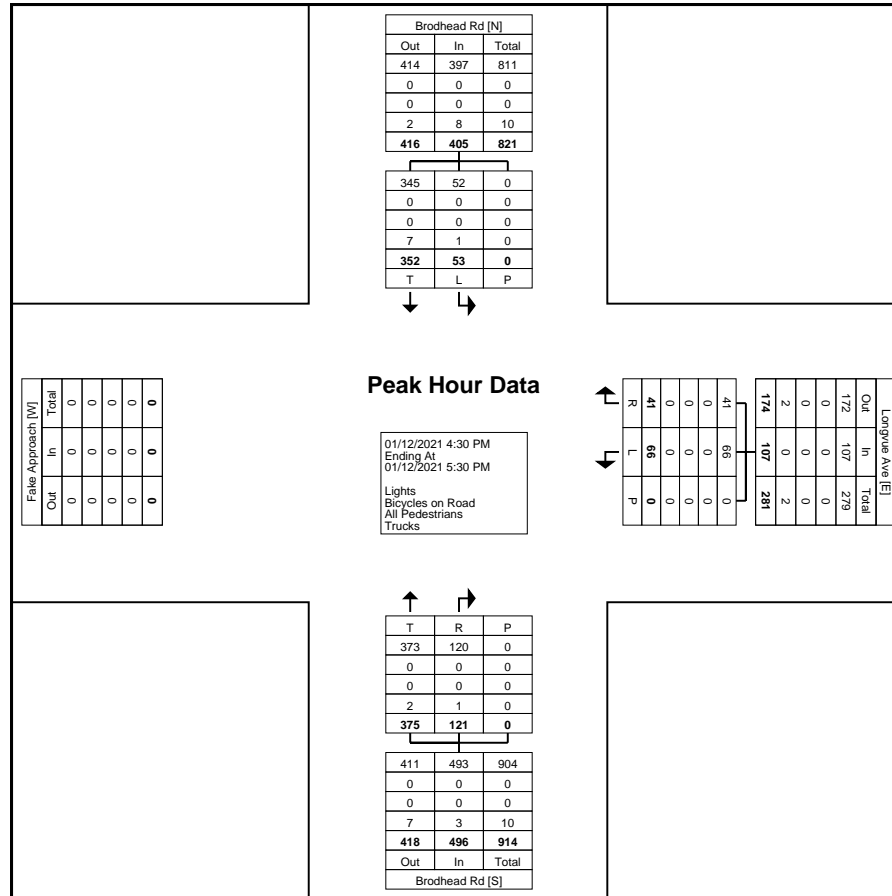 Brodhead Rd [N]
Out In Total
414 397 811
0 0 0
0 0 0
2 8 10
416 405 821
345 52 0
0 0 0
0 0 0
7 1 0
352 53 0
T L P
Fake Approach [W]
Total 0 0 0 0 0
In 0 0 0 0 0
Out 0 0 0 0 0
Peak Hour Data
01/12/2021 4:30 PM
Ending At
01/12/2021 5:30 PM
Lights
Bicycles on Road
All Pedestrians
Trucks
R 41 0 0 0 41
L 66 0 0 0 66
P 0 0 0 0 0
Longvue Ave [E]
Out In Total
172 107 279
0 0 0
0 0 0
2 0 2
174 107 281
T R P
373 120 0
0 0 0
0 0 0
2 1 0
375 121 0
411 493 904
0 0 0
0 0 0
7 3 10
418 496 914
Out In Total
Brodhead Rd [S]